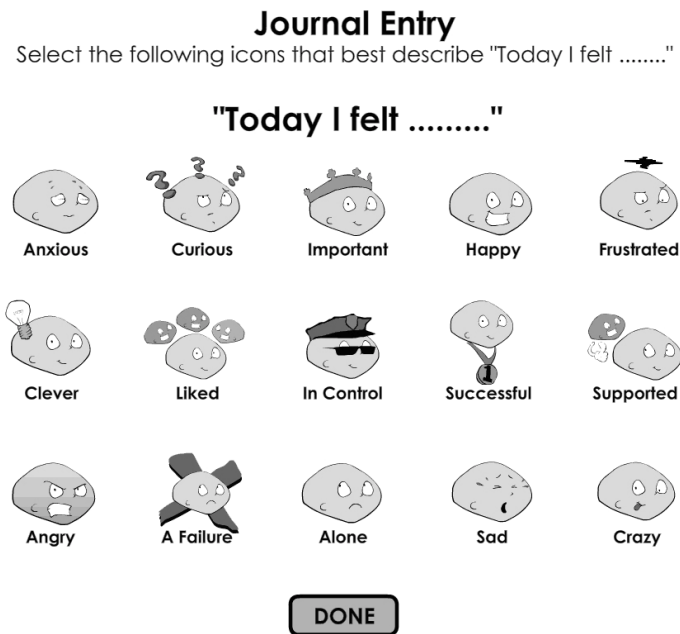 Journal Entry
Select the following icons that best describe "Today I felt ........"
"Today I felt ........."
Anxious
Curious
Important
Happy
Frustrated
Clever
Liked
In Control
Successful
Supported
Angry
A Failure
Alone
Sad
Crazy
DONE